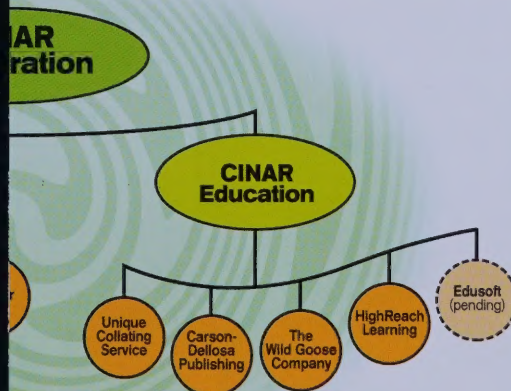 AR
ration
CINAR
Education
r
Unique
Collating
Service
Carson-
Dellosa
Publishing
The
Wild Goose
Company
HighReach
Learning
Edusoft
(pending)